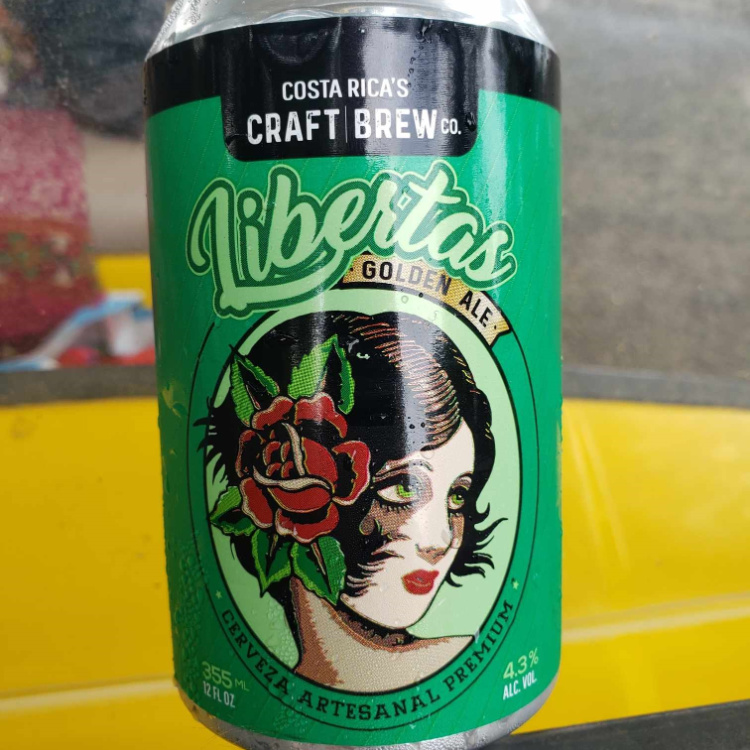 COSTA RICA'S
CRAFT BREW CO.
Libertas
GOLDEN ALE
CERVEZA ARTESANAL PREMIUM
355 ML
12 FL OZ
4.3%
ALC. VOL.